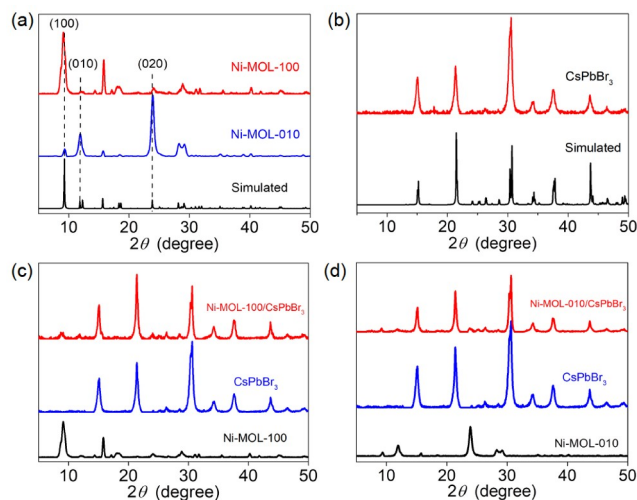 (a)
(100)
(010)
(020)
Ni-MOL-100
Ni-MOL-010
Simulated
10 20 30 40 50
2θ (degree)
(b)
CsPbBr₃
Simulated
10 20 30 40 50
2θ (degree)
(c)
Ni-MOL-100/CsPbBr₃
CsPbBr₃
Ni-MOL-100
10 20 30 40 50
2θ (degree)
(d)
Ni-MOL-010/CsPbBr₃
CsPbBr₃
Ni-MOL-010
10 20 30 40 50
2θ (degree)